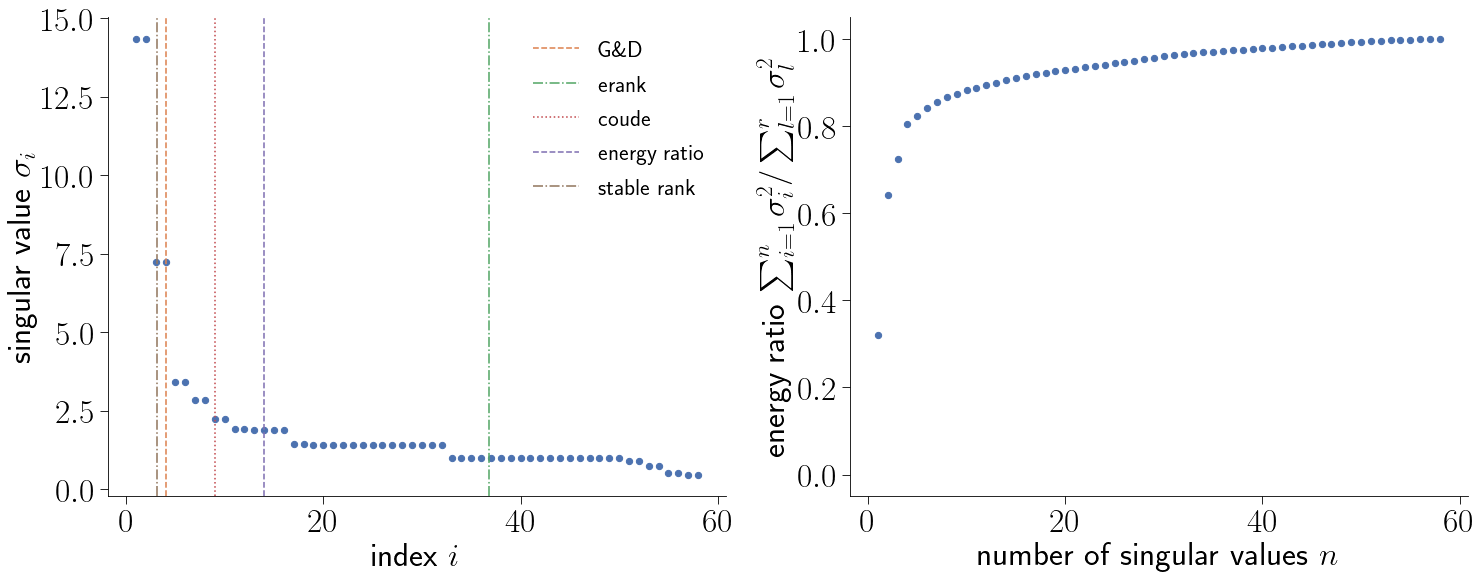 15.0
12.5
10.0
7.5
5.0
2.5
0.0
singular value σ_i
0
20
40
60
index i
G&D
erank
coude
energy ratio
stable rank
1.0
0.8
0.6
0.4
0.2
0.0
energy ratio ∑_{i=1}^{n} σ_i^2 / ∑_{l=1}^{r} σ_l^2
0
20
40
60
number of singular values n